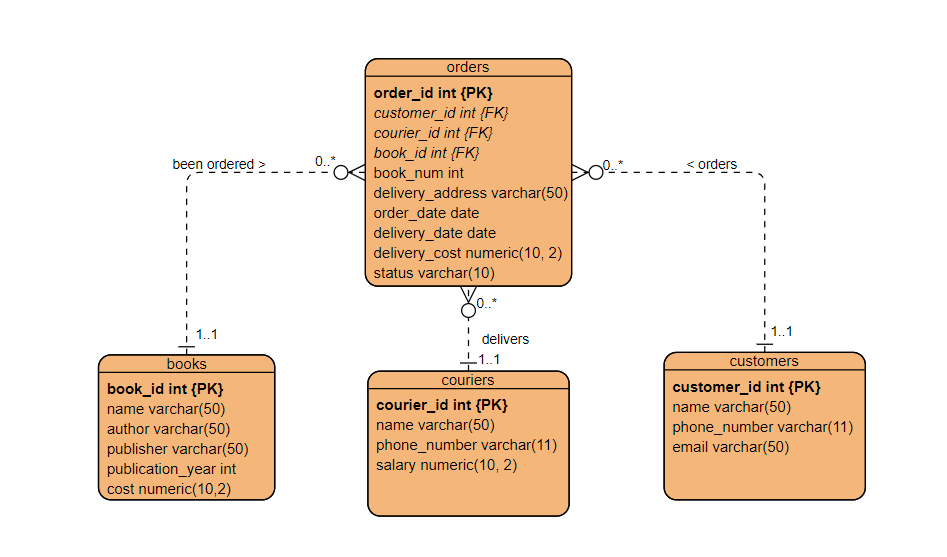 orders
order_id int {PK}
customer_id int {FK}
courier_id int {FK}
book_id int {FK}
book_num int
delivery_address varchar(50)
order_date date
delivery_date date
delivery_cost numeric(10, 2)
status varchar(10)
been ordered >
0..*
0..*
< orders
0..*
delivers
1..1
1..1
1..1
books
book_id int {PK}
name varchar(50)
author varchar(50)
publisher varchar(50)
publication_year int
cost numeric(10,2)
couriers
courier_id int {PK}
name varchar(50)
phone_number varchar(11)
salary numeric(10, 2)
customers
customer_id int {PK}
name varchar(50)
phone_number varchar(11)
email varchar(50)